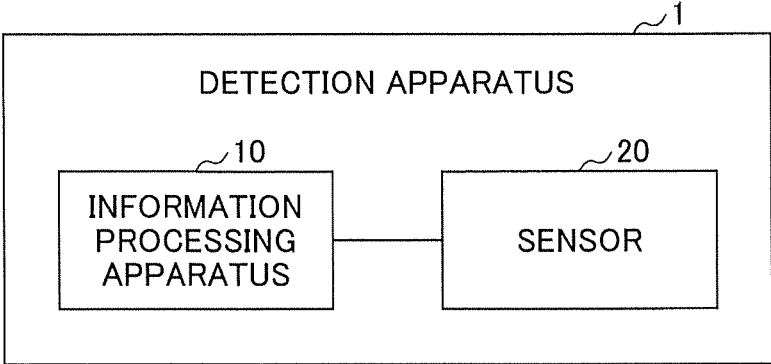 1
DETECTION APPARATUS
10
INFORMATION
PROCESSING
APPARATUS
20
SENSOR